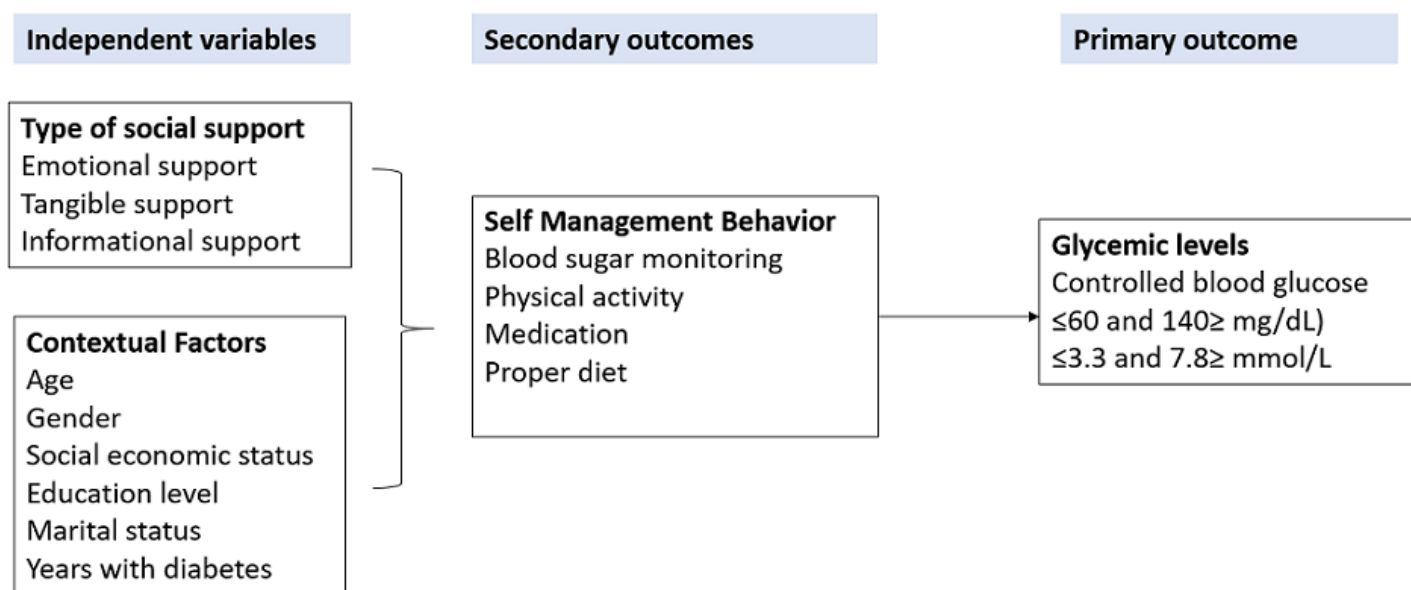 Independent variables
Secondary outcomes
Primary outcome
Type of social support
Emotional support
Tangible support
Informational support
Contextual Factors
Age
Gender
Social economic status
Education level
Marital status
Years with diabetes
Self Management Behavior
Blood sugar monitoring
Physical activity
Medication
Proper diet
Glycemic levels
Controlled blood glucose
≤60 and 140≥ mg/dL)
≤3.3 and 7.8≥ mmol/L